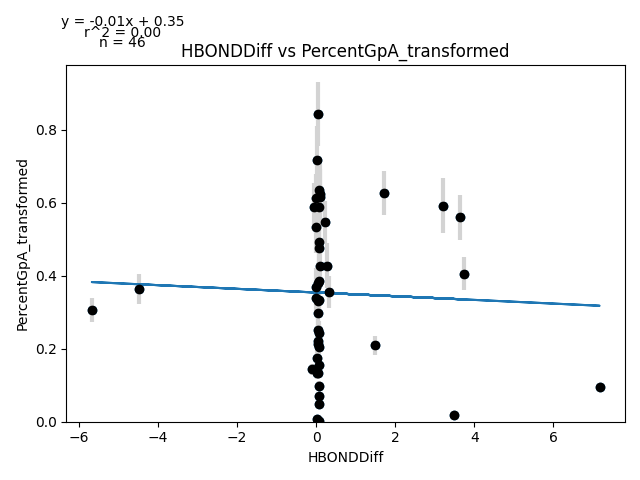 y = -0.01x + 0.35
r^2 = 0.00
n = 46
HBONDDiff vs PercentGpA_transformed
PercentGpA_transformed
0.8
0.6
0.4
0.2
0.0
−6
−4
−2
0
2
4
6
HBONDDiff